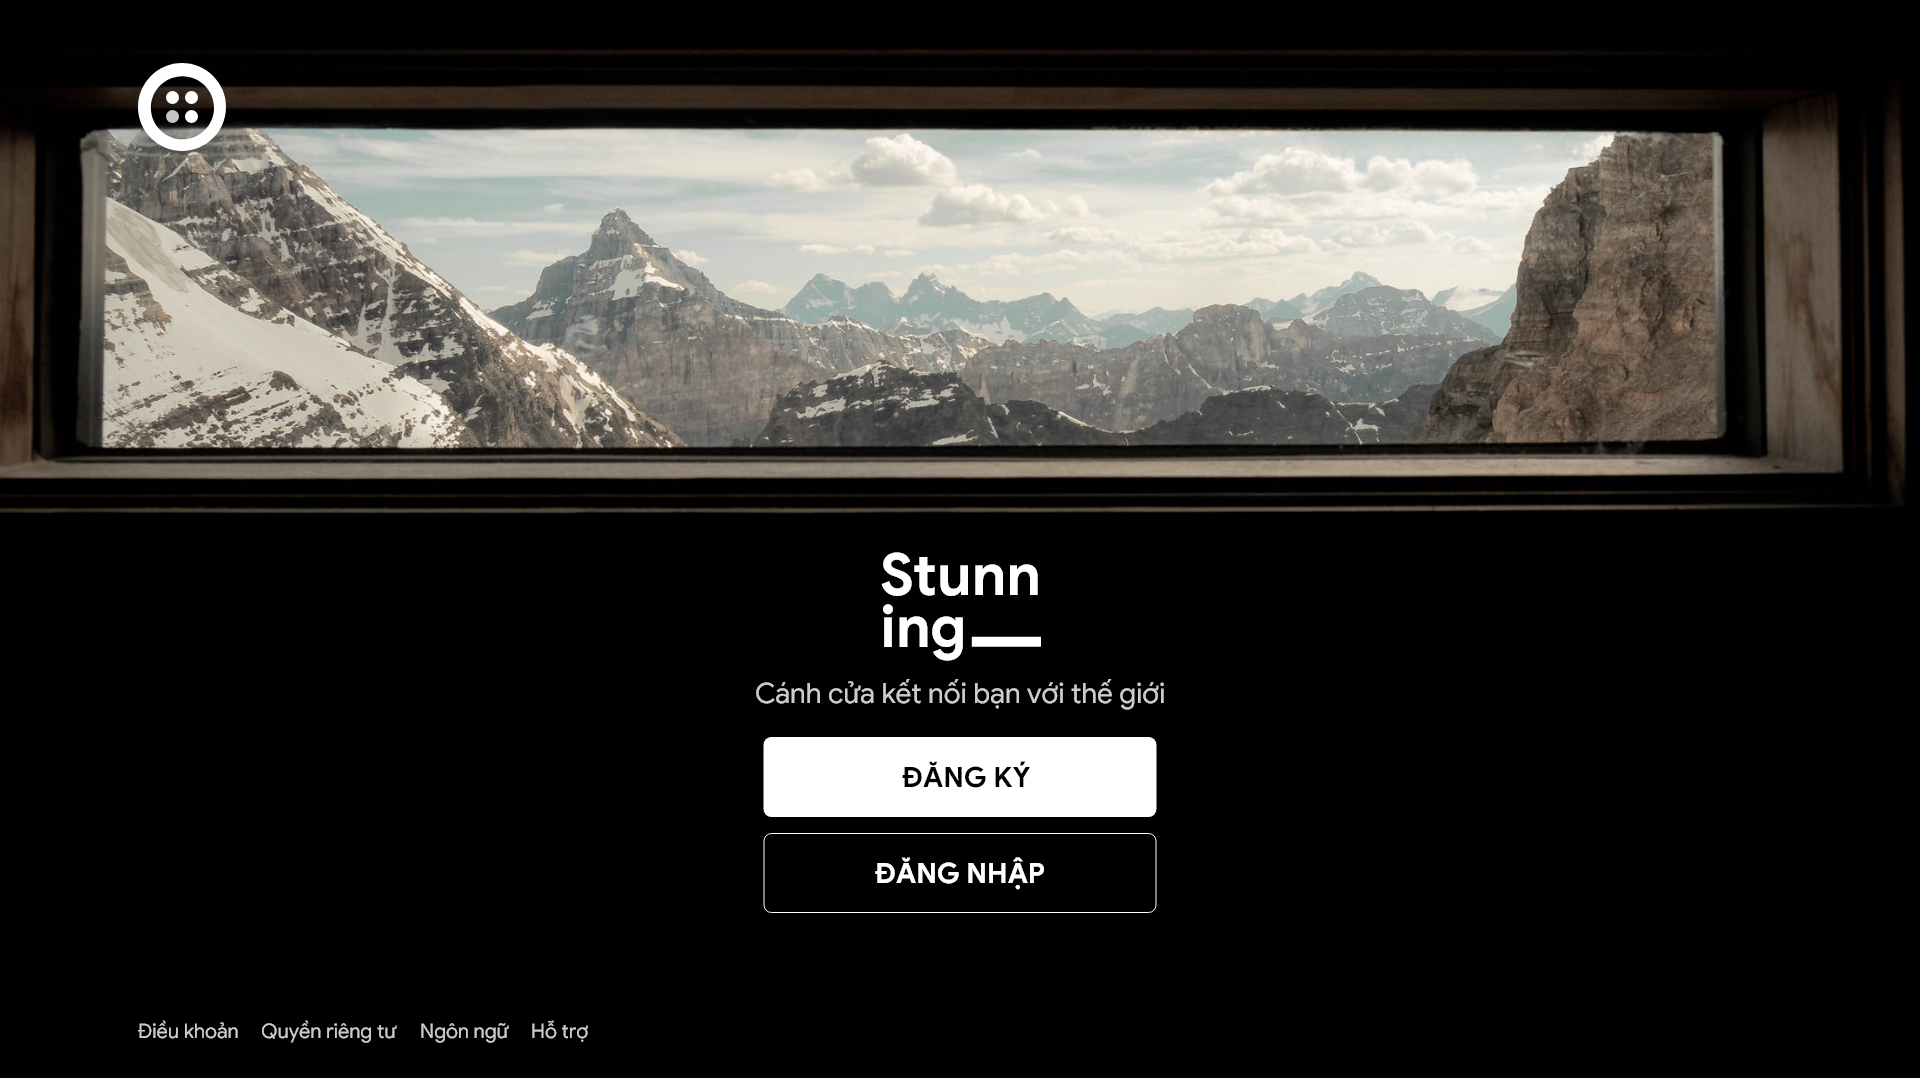 Stunn
ing
Cánh cửa kết nối bạn với thế giới
ĐĂNG KÝ
ĐĂNG NHẬP
Điều khoản Quyền riêng tư Ngôn ngữ Hỗ trợ